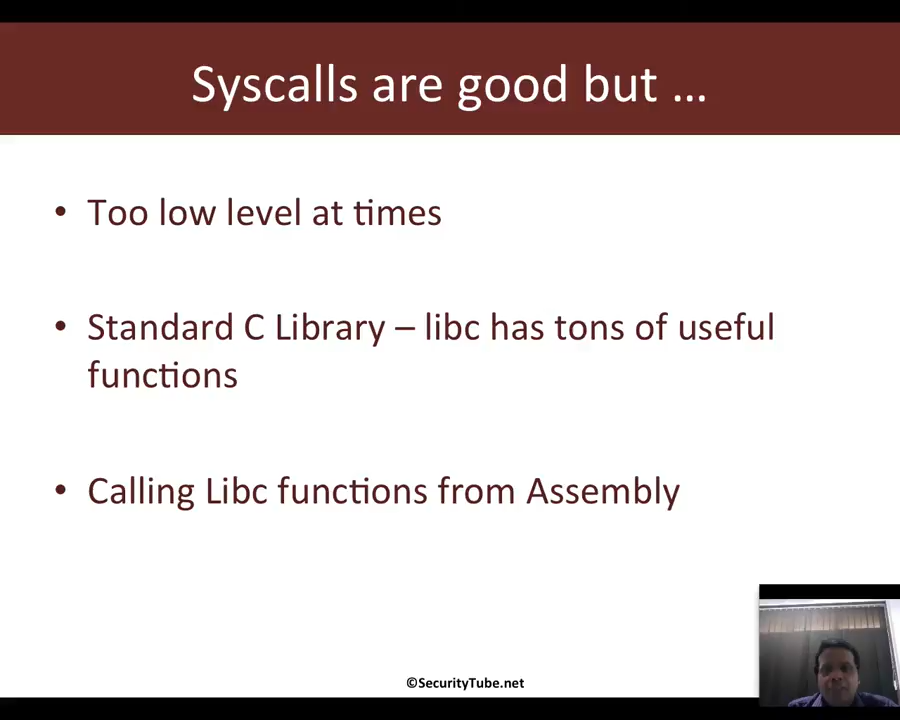 Syscalls are good but …
• Too low level at times
• Standard C Library – libc has tons of useful
functions
• Calling Libc functions from Assembly
©SecurityTube.net